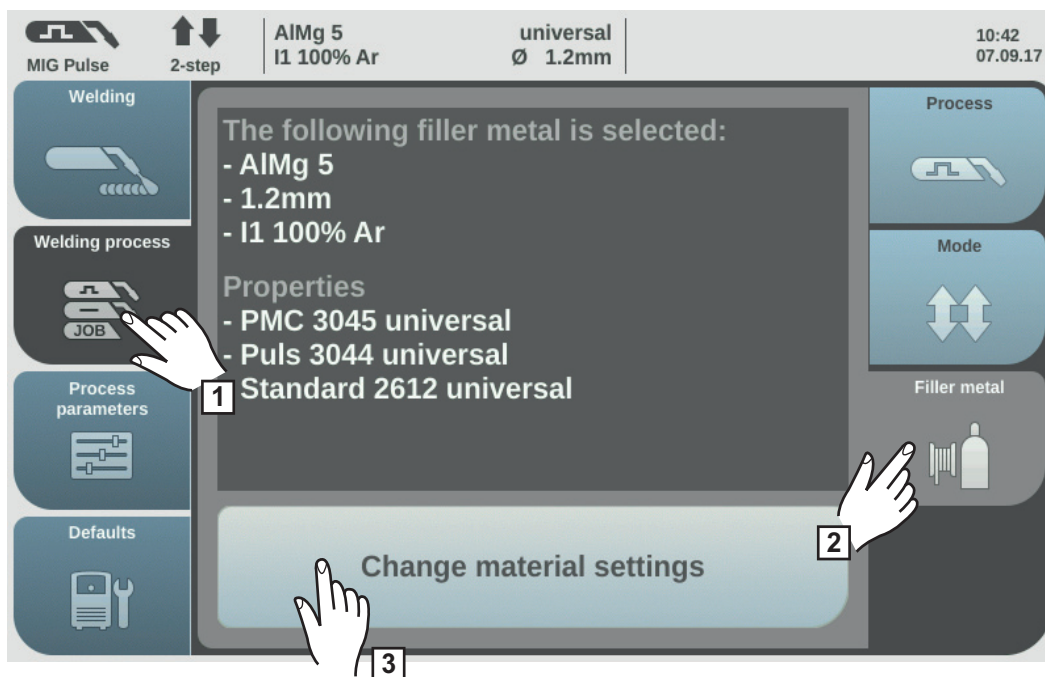 MIG Pulse
2-step
AlMg 5
I1 100% Ar
universal
Ø 1.2mm
10:42
07.09.17
Welding
Welding process
JOB
1
Process
parameters
Defaults
The following filler metal is selected:
- AlMg 5
- 1.2mm
- I1 100% Ar
Properties
- PMC 3045 universal
- Puls 3044 universal
Standard 2612 universal
Change material settings
3
Process
Mode
Filler metal
2